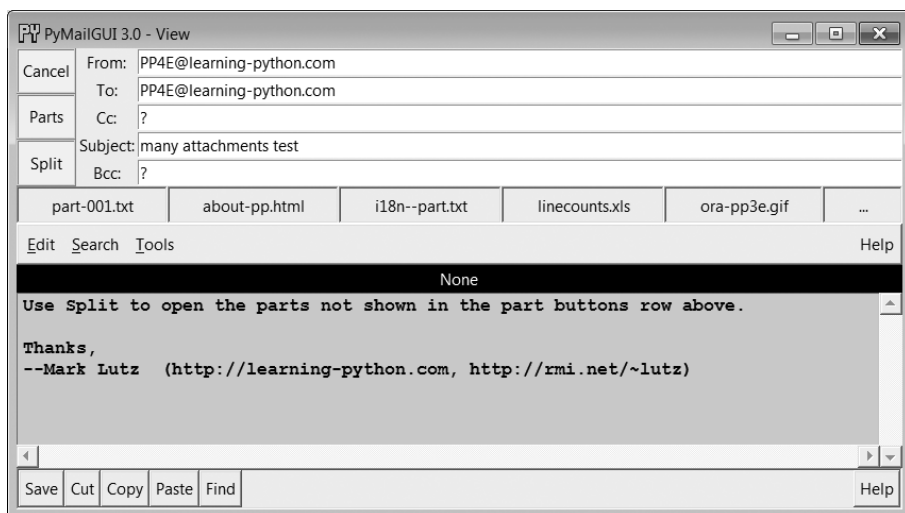 PY PyMailGUI 3.0 - View
Cancel
Parts
Split
From: PP4E@learning-python.com
To: PP4E@learning-python.com
Cc: ?
Subject: many attachments test
Bcc: ?
part-001.txt about-pp.html i18n--part.txt linecounts.xls ora-pp3e.gif ...
Edit Search Tools Help
None
Use Split to open the parts not shown in the part buttons row above.
Thanks,
--Mark Lutz (http://learning-python.com, http://rmi.net/~lutz)
Save Cut Copy Paste Find Help